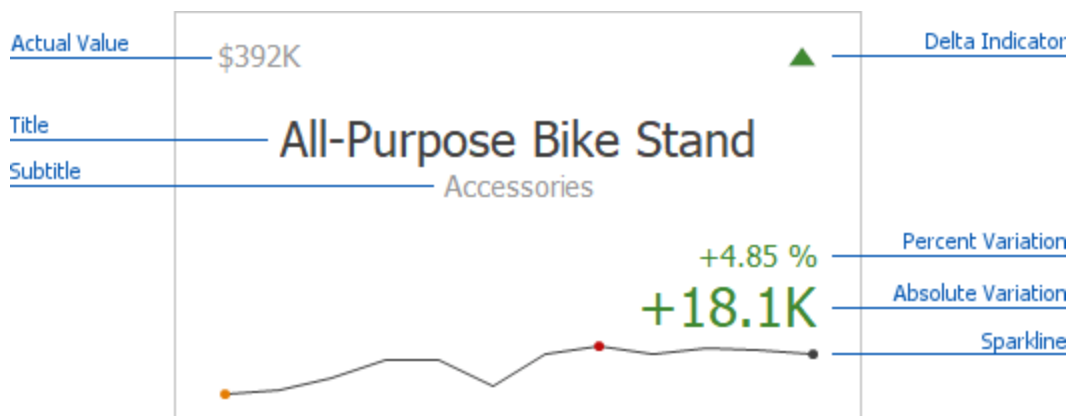 Actual Value
$392K
Delta Indicator
Title
All-Purpose Bike Stand
Subtitle
Accessories
+4.85 %
Percent Variation
+18.1K
Absolute Variation
Sparkline